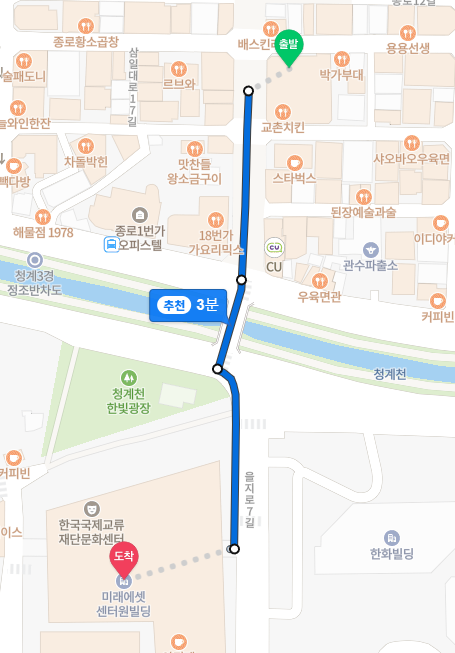 종로12길
종로황소곱창
배스킨라
출발
용용선생
술패도니
르브와
박가부대
삼일대로17길
늘와인한잔
교촌치킨
차돌박힌
맛찬들
왕소금구이
샤오바오우육면
빽다방
스타벅스
된장예술과술
해물점 1978
종로1번가
오피스텔
18번가
가요리믹스
이디야커
CU
CU
관수파출소
청계3경
정조반차도
우육면관
커피빈
추천 3분
청계천
청계천
한빛광장
커피빈
을지로7길
이스
한국국제교류
재단문화센터
도착
한화빌딩
미래에셋
센터원빌딩